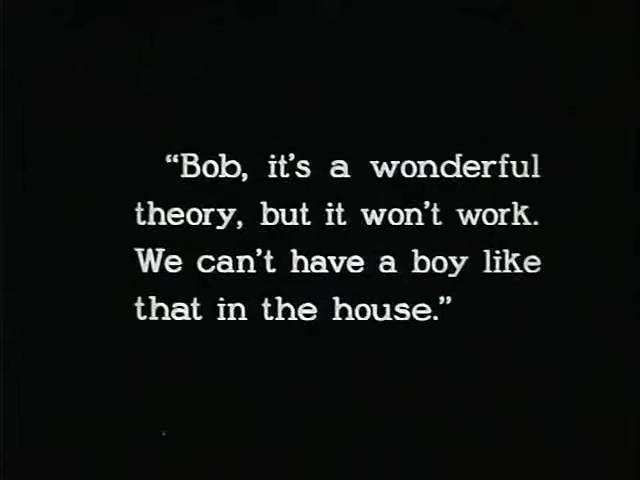 “Bob, it’s a wonderful
theory, but it won’t work.
We can’t have a boy like
that in the house.”